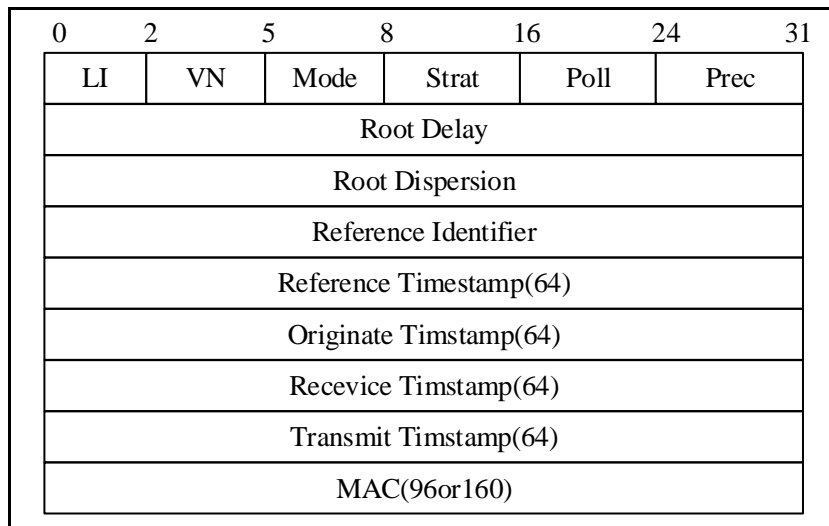 0 2 5 8 16 24 31
LI VN Mode Strat Poll Prec
Root Delay
Root Dispersion
Reference Identifier
Reference Timestamp(64)
Originate Timstamp(64)
Recevice Timstamp(64)
Transmit Timstamp(64)
MAC(96or160)